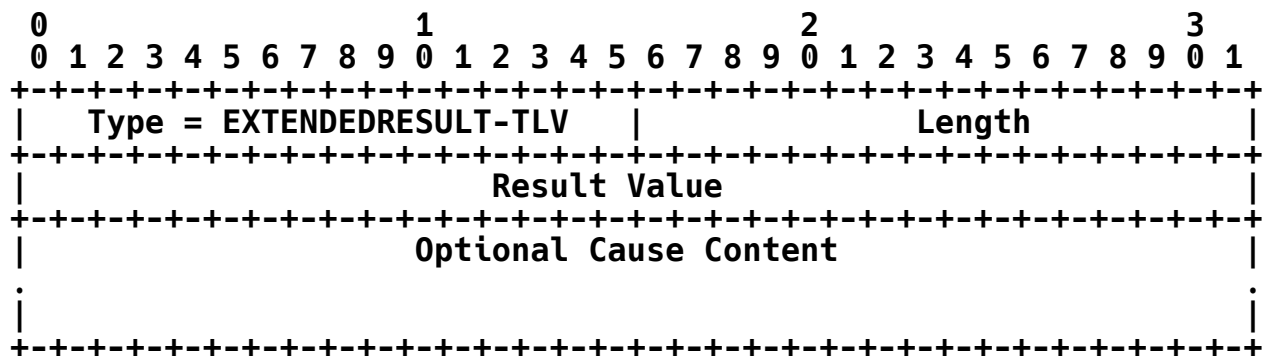 0                   1                   2                   3
 0 1 2 3 4 5 6 7 8 9 0 1 2 3 4 5 6 7 8 9 0 1 2 3 4 5 6 7 8 9 0 1
+-+-+-+-+-+-+-+-+-+-+-+-+-+-+-+-+-+-+-+-+-+-+-+-+-+-+-+-+-+-+-+-+
|   Type = EXTENDEDRESULT-TLV   |              Length           |
+-+-+-+-+-+-+-+-+-+-+-+-+-+-+-+-+-+-+-+-+-+-+-+-+-+-+-+-+-+-+-+-+
|                        Result Value                           |
+-+-+-+-+-+-+-+-+-+-+-+-+-+-+-+-+-+-+-+-+-+-+-+-+-+-+-+-+-+-+-+-+
|                    Optional Cause Content                     |
.                                                               .
|                                                               |
+-+-+-+-+-+-+-+-+-+-+-+-+-+-+-+-+-+-+-+-+-+-+-+-+-+-+-+-+-+-+-+-+